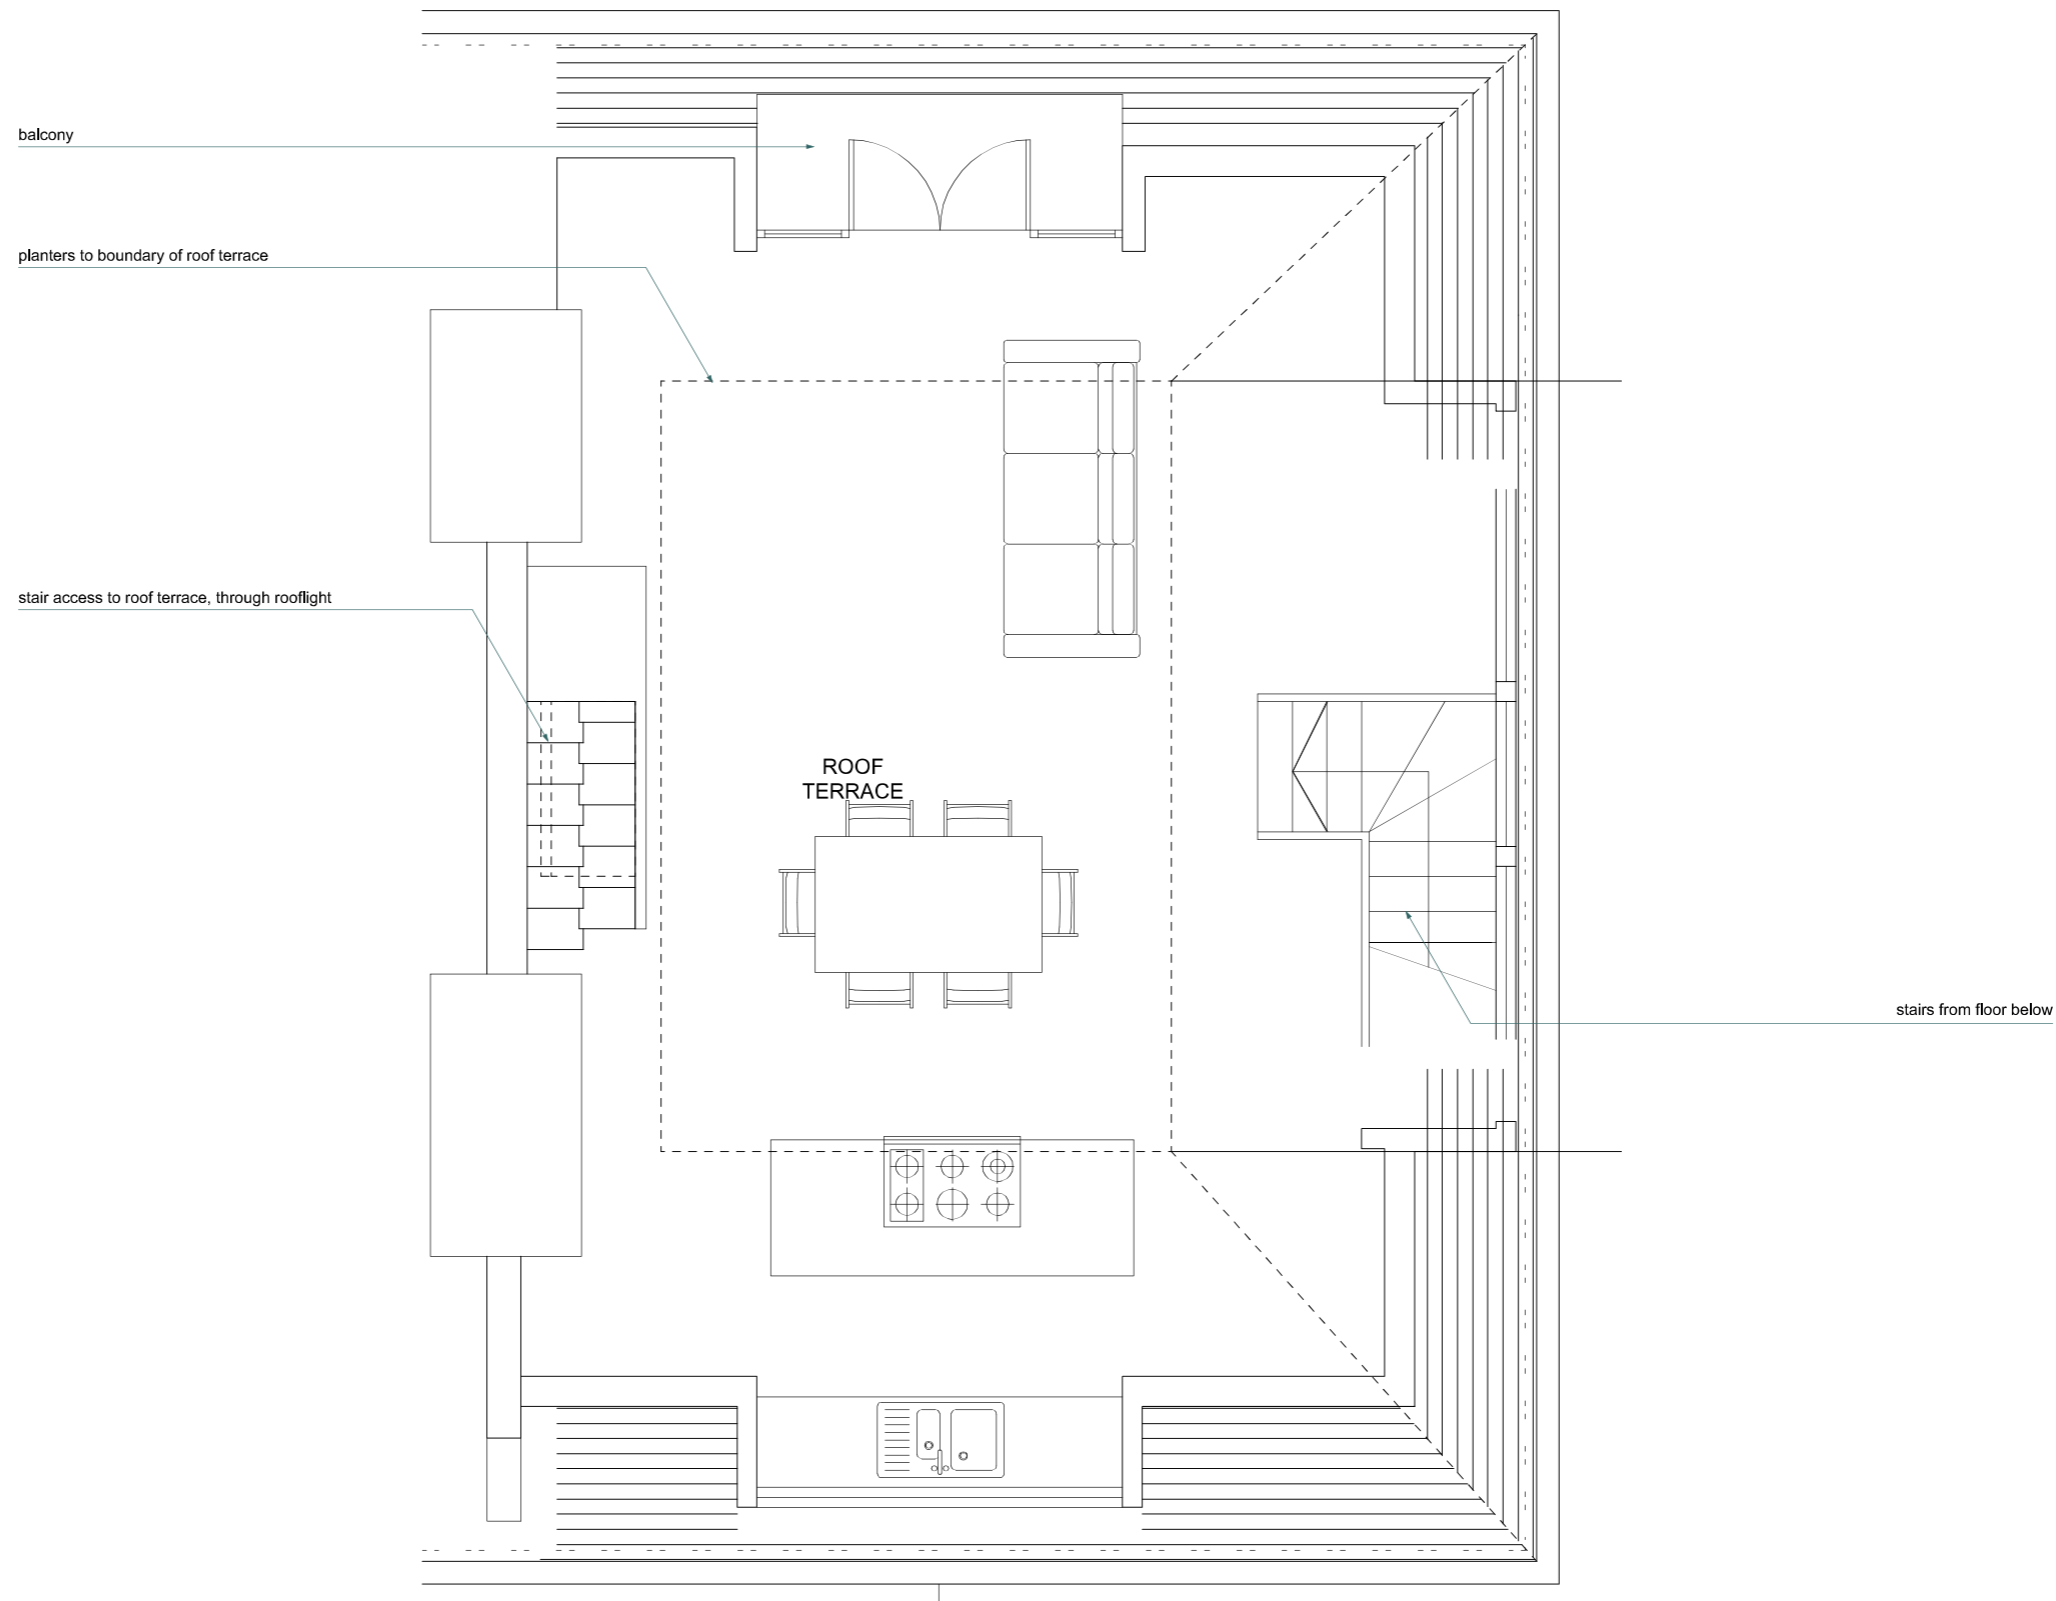 balcony
planters to boundary of roof terrace
stair access to roof terrace, through rooflight
ROOF
TERRACE
stairs from floor below